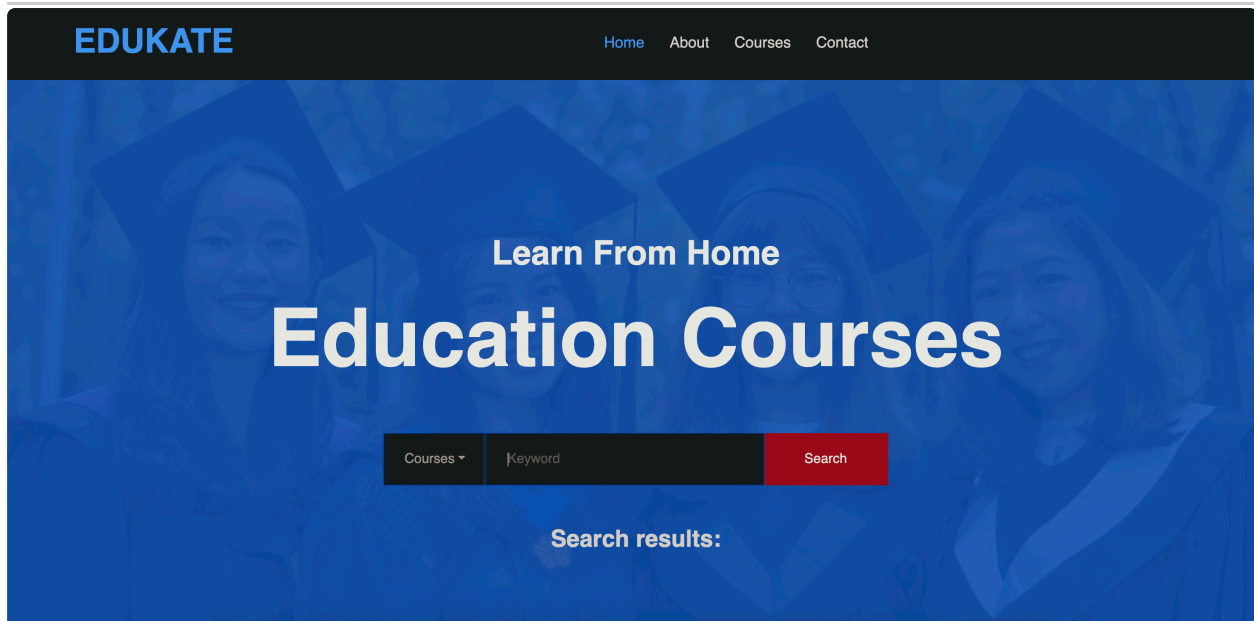 EDUKATE
Home About Courses Contact
Learn From Home
Education Courses
Courses Keyword Search
Search results: